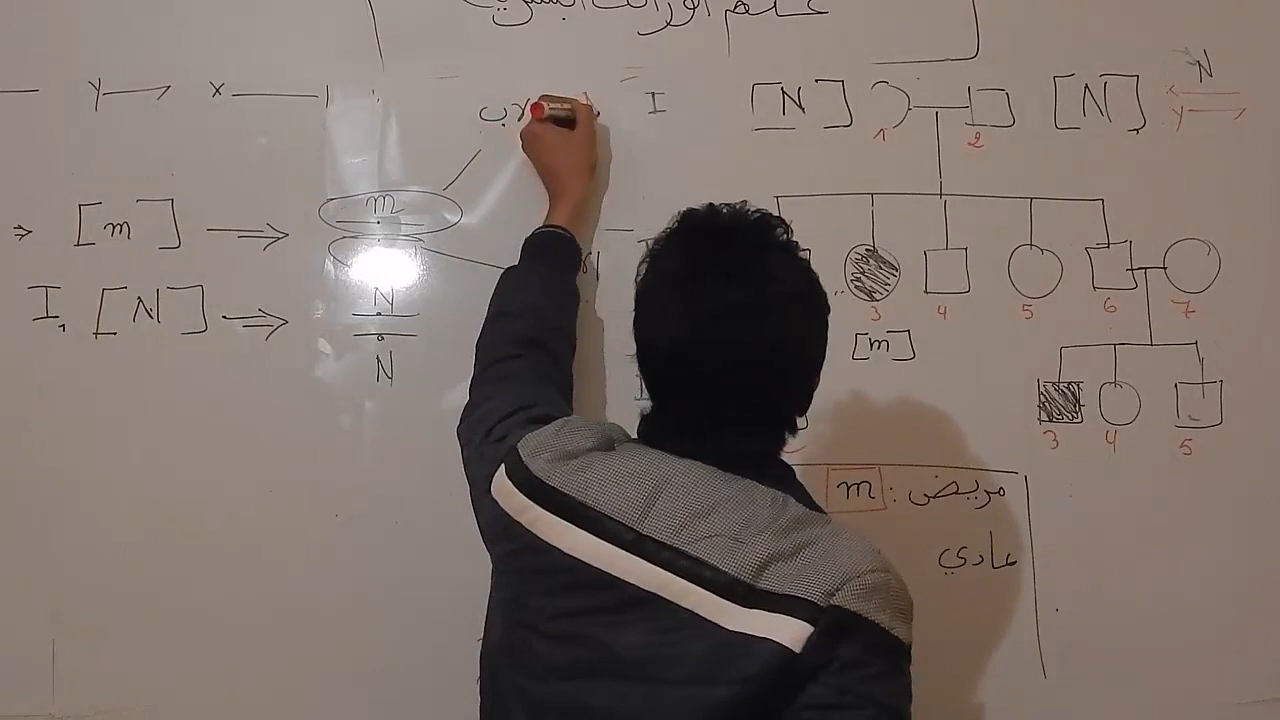 علم الوراثة البشرية
Y X
I [N] 1 2 [N] N
X
Y
[m] m
I1 [N] N
N
3 4 5 6 7
[m]
3 4 5
مريض : m
عادي